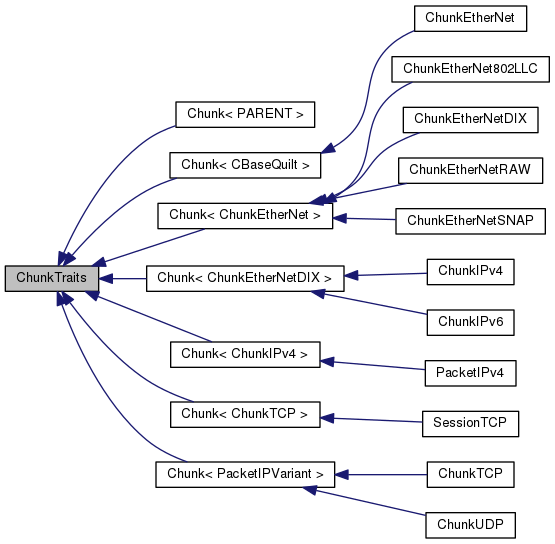 ChunkEtherNet
ChunkEtherNet802LLC
Chunk< PARENT >
ChunkEtherNetDIX
Chunk< CBaseQuilt >
ChunkEtherNetRAW
Chunk< ChunkEtherNet >
ChunkEtherNetSNAP
ChunkTraits
Chunk< ChunkEtherNetDIX >
ChunkIPv4
ChunkIPv6
Chunk< ChunkIPv4 >
PacketIPv4
Chunk< ChunkTCP >
SessionTCP
Chunk< PacketIPVariant >
ChunkTCP
ChunkUDP